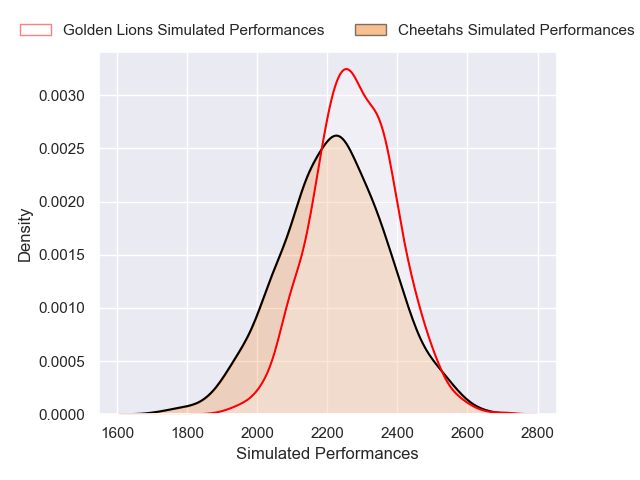 Golden Lions Simulated Performances Cheetahs Simulated Performances
0.0030
0.0025
0.0020
0.0015
0.0010
0.0005
0.0000
Density
1600 1800 2000 2200 2400 2600 2800
Simulated Performances